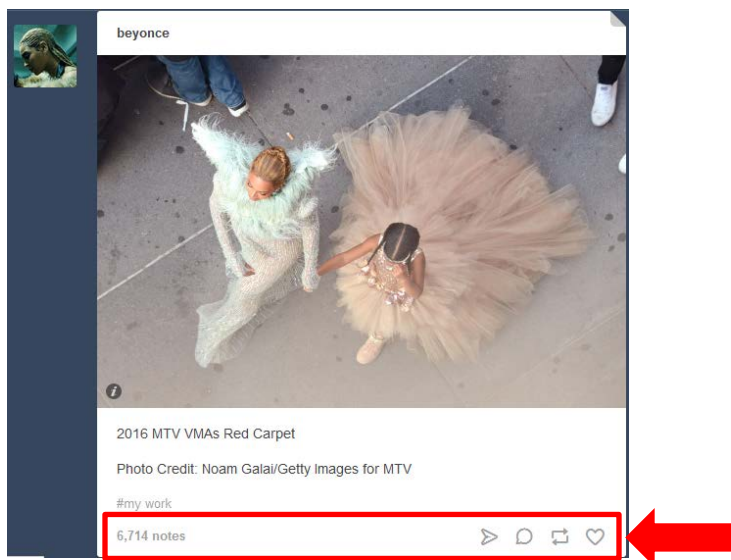 beyonce
2016 MTV VMAs Red Carpet
Photo Credit: Noam Galai/Getty Images for MTV
#my work
6,714 notes